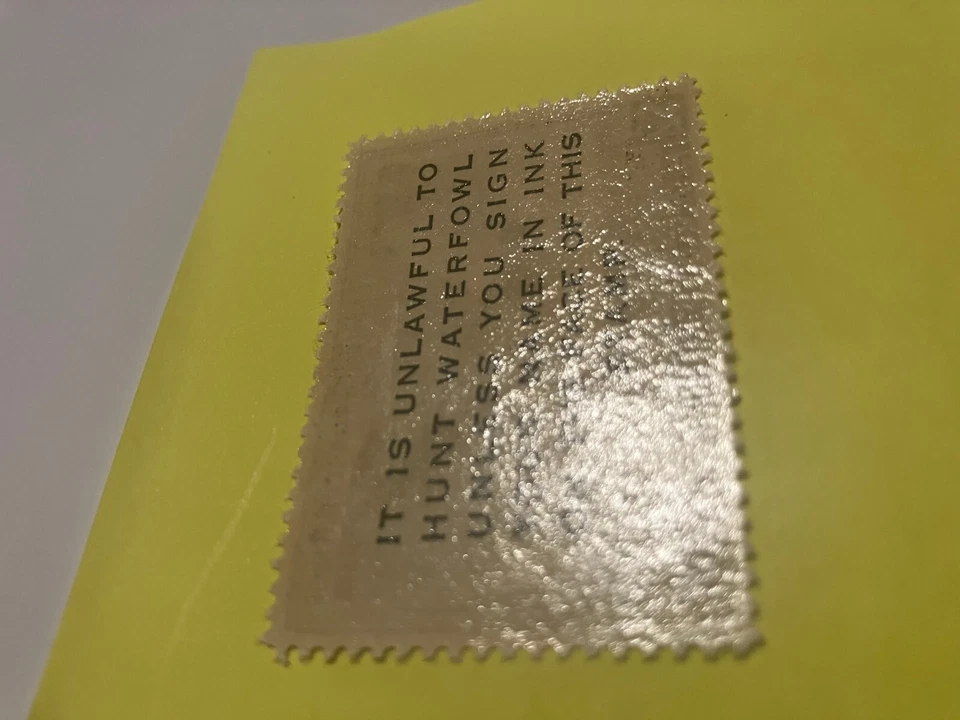 IT IS UNLAWFUL TO
HUNT WATERFOWL
UNLESS YOU SIGN
NAME IN INK
OF THIS